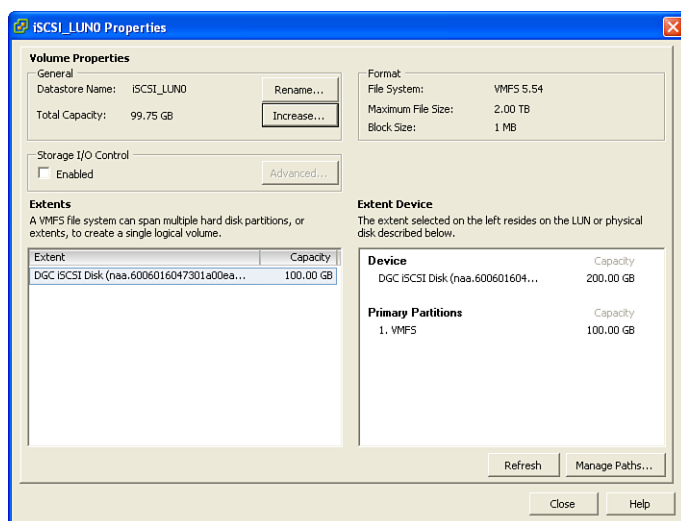 iSCSI_LUN0 Properties
Volume Properties
General
Datastore Name: iSCSI_LUN0 Rename...
Total Capacity: 99.75 GB Increase...
Format
File System: VMFS 5.54
Maximum File Size: 2.00 TB
Block Size: 1 MB
Storage I/O Control
Enabled Advanced...
Extents
A VMFS file system can span multiple hard disk partitions, or
extents, to create a single logical volume.
Extent Capacity
DGC iSCSI Disk (naa.6006016047301a00ea... 100.00 GB
Extent Device
The extent selected on the left resides on the LUN or physical
disk described below.
Device Capacity
DGC iSCSI Disk (naa.600601604... 200.00 GB
Primary Partitions Capacity
1. VMFS 100.00 GB
Refresh Manage Paths...
Close Help